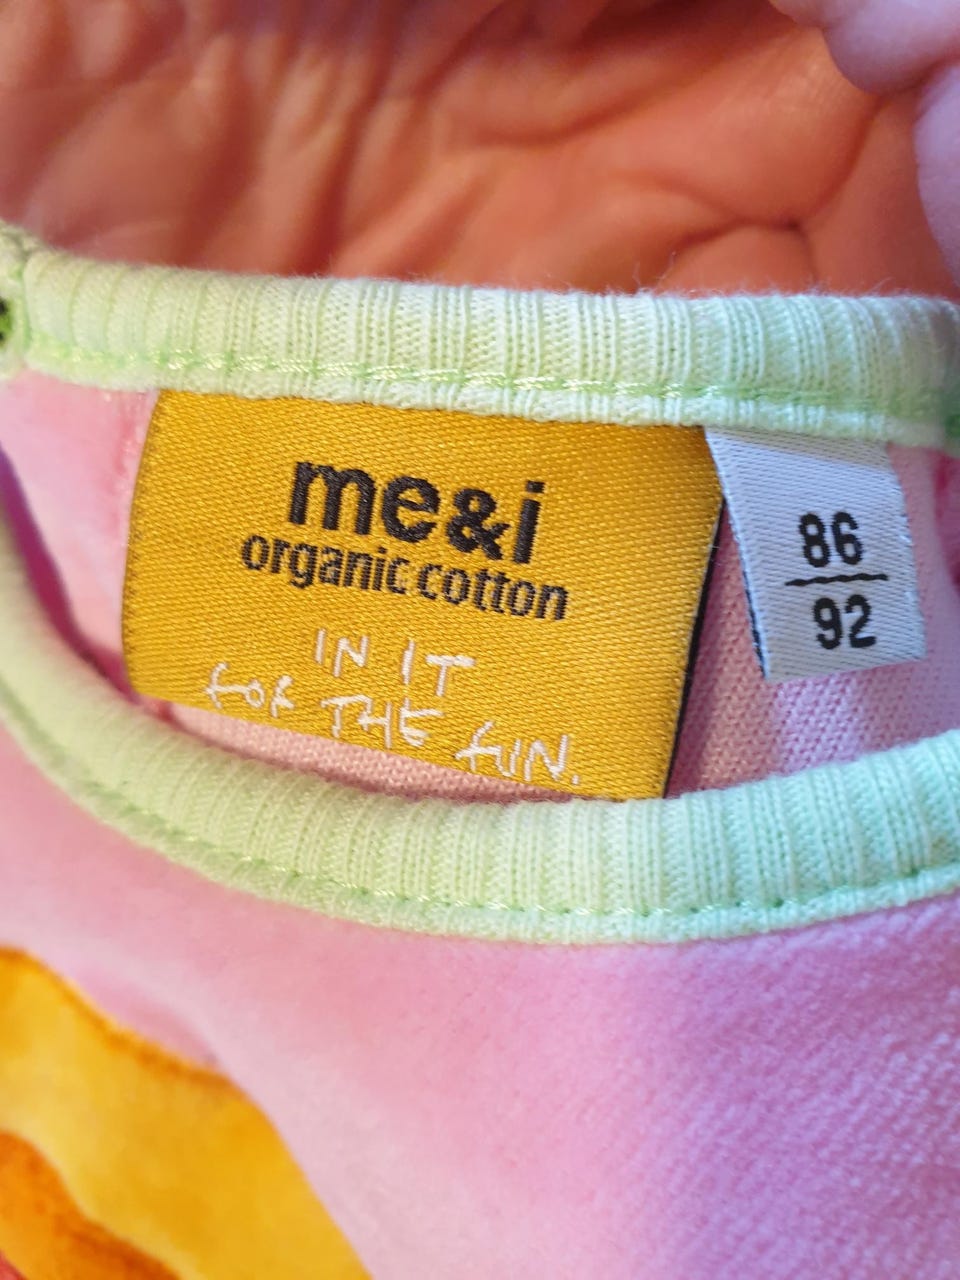 me&i
organic cotton
IN IT
FOR THE FUN.
86
92